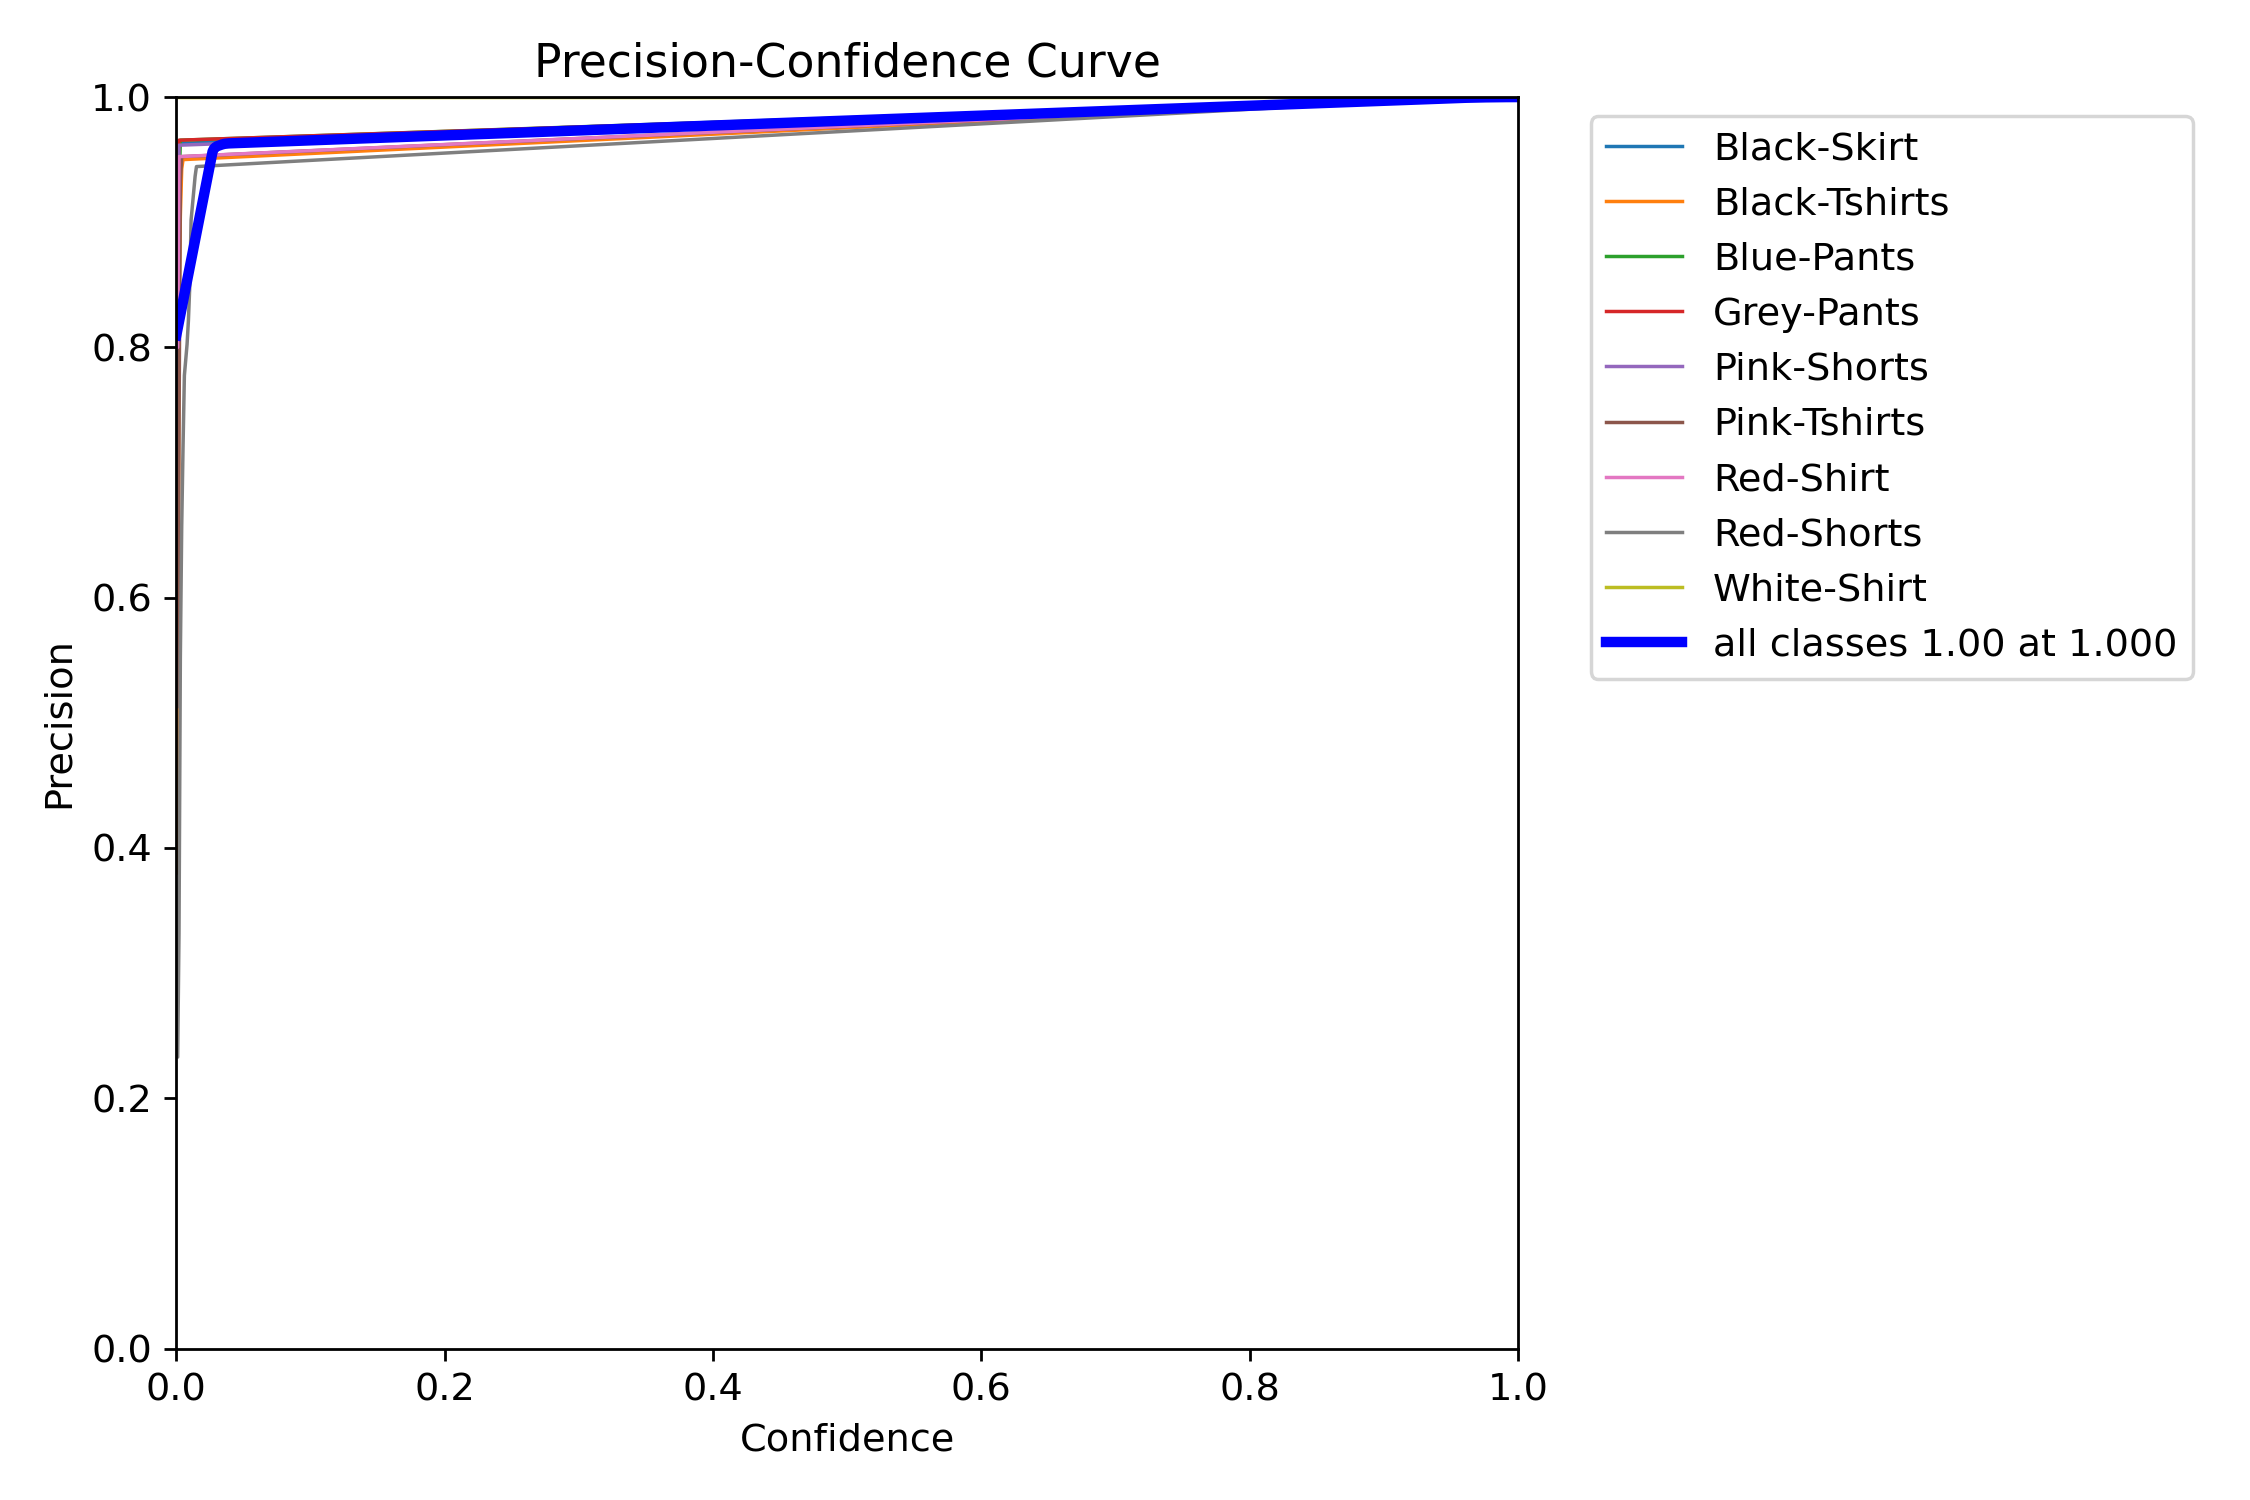 Precision-Confidence Curve
1.0
0.8
0.6
0.4
0.2
0.0
Precision
0.0 0.2 0.4 0.6 0.8 1.0
Confidence
Black-Skirt
Black-Tshirts
Blue-Pants
Grey-Pants
Pink-Shorts
Pink-Tshirts
Red-Shirt
Red-Shorts
White-Shirt
all classes 1.00 at 1.000